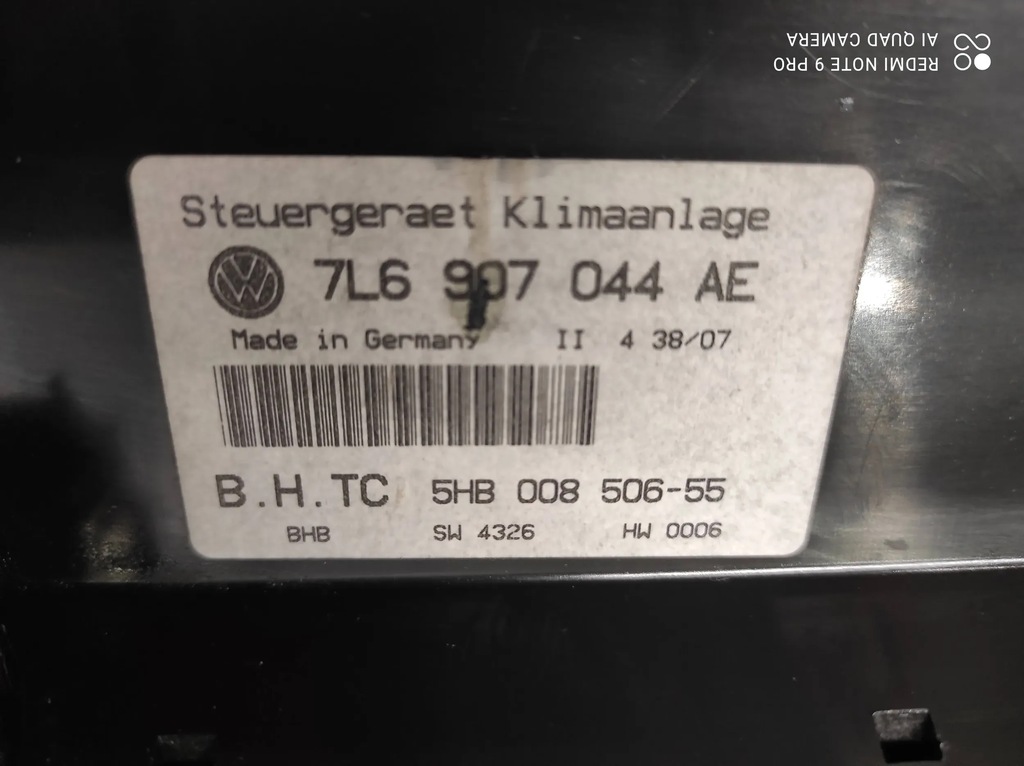 Steuergeraet Klimaanlage
7L6 907 044 AE
Made in Germany II 4 38/07
B.H.TC 5HB 008 506-55
BHB SW 4326 HW 0006
REDMI NOTE 9 PRO
AI QUAD CAMERA